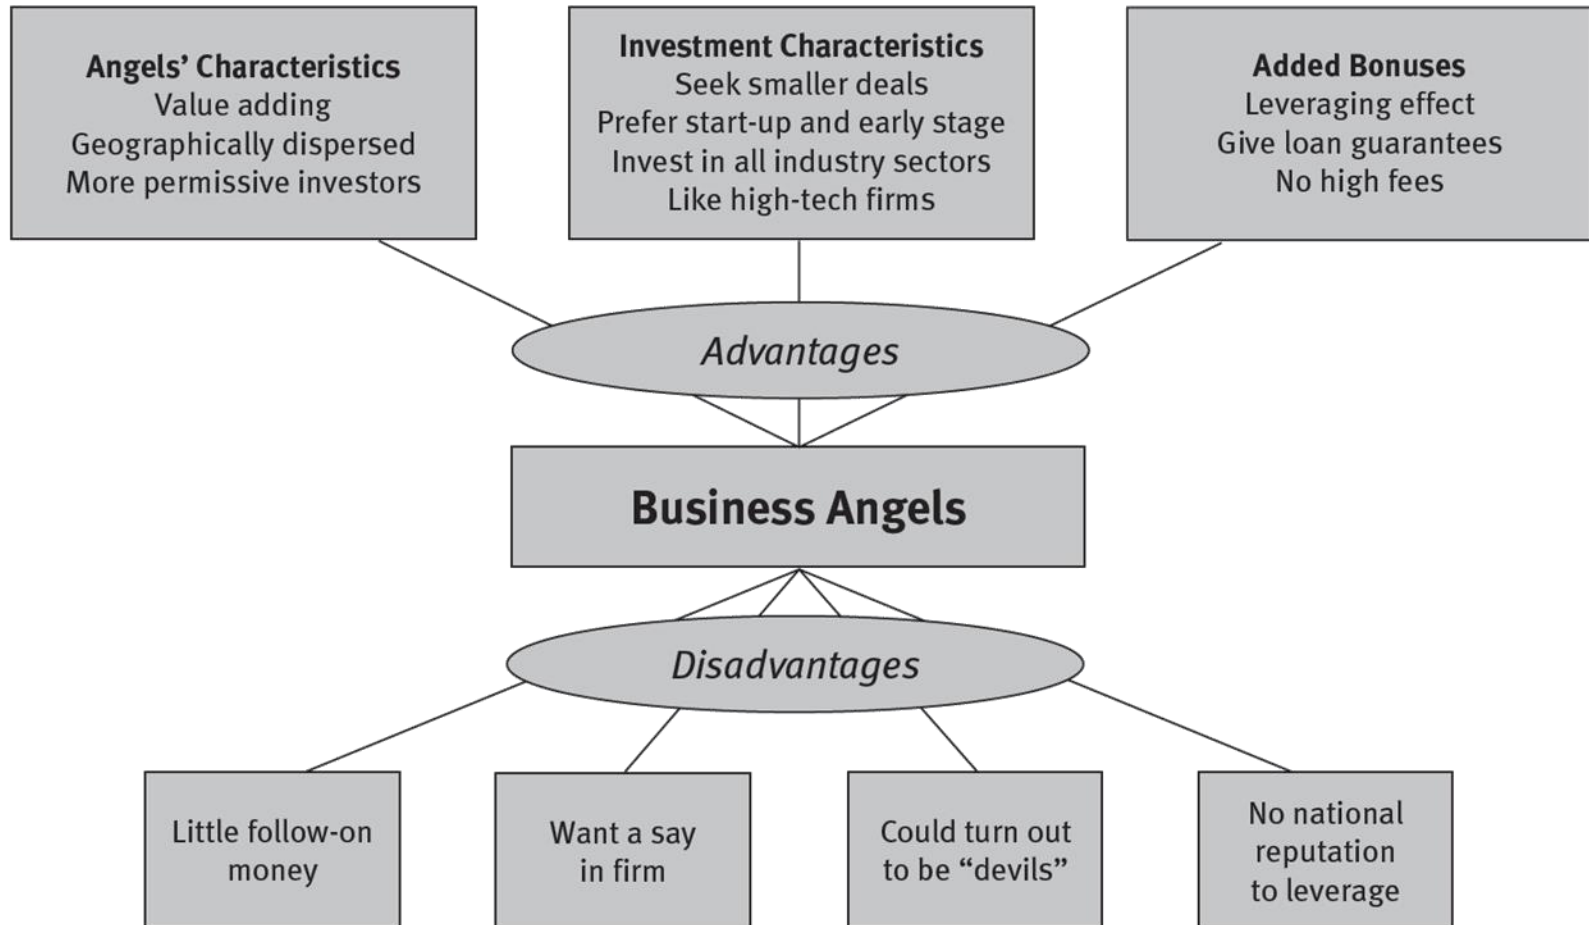 Angels’ Characteristics
Value adding
Geographically dispersed
More permissive investors
Investment Characteristics
Seek smaller deals
Prefer start-up and early stage
Invest in all industry sectors
Like high-tech firms
Added Bonuses
Leveraging effect
Give loan guarantees
No high fees
Advantages
Business Angels
Disadvantages
Little follow-on
money
Want a say
in firm
Could turn out
to be “devils”
No national
reputation
to leverage